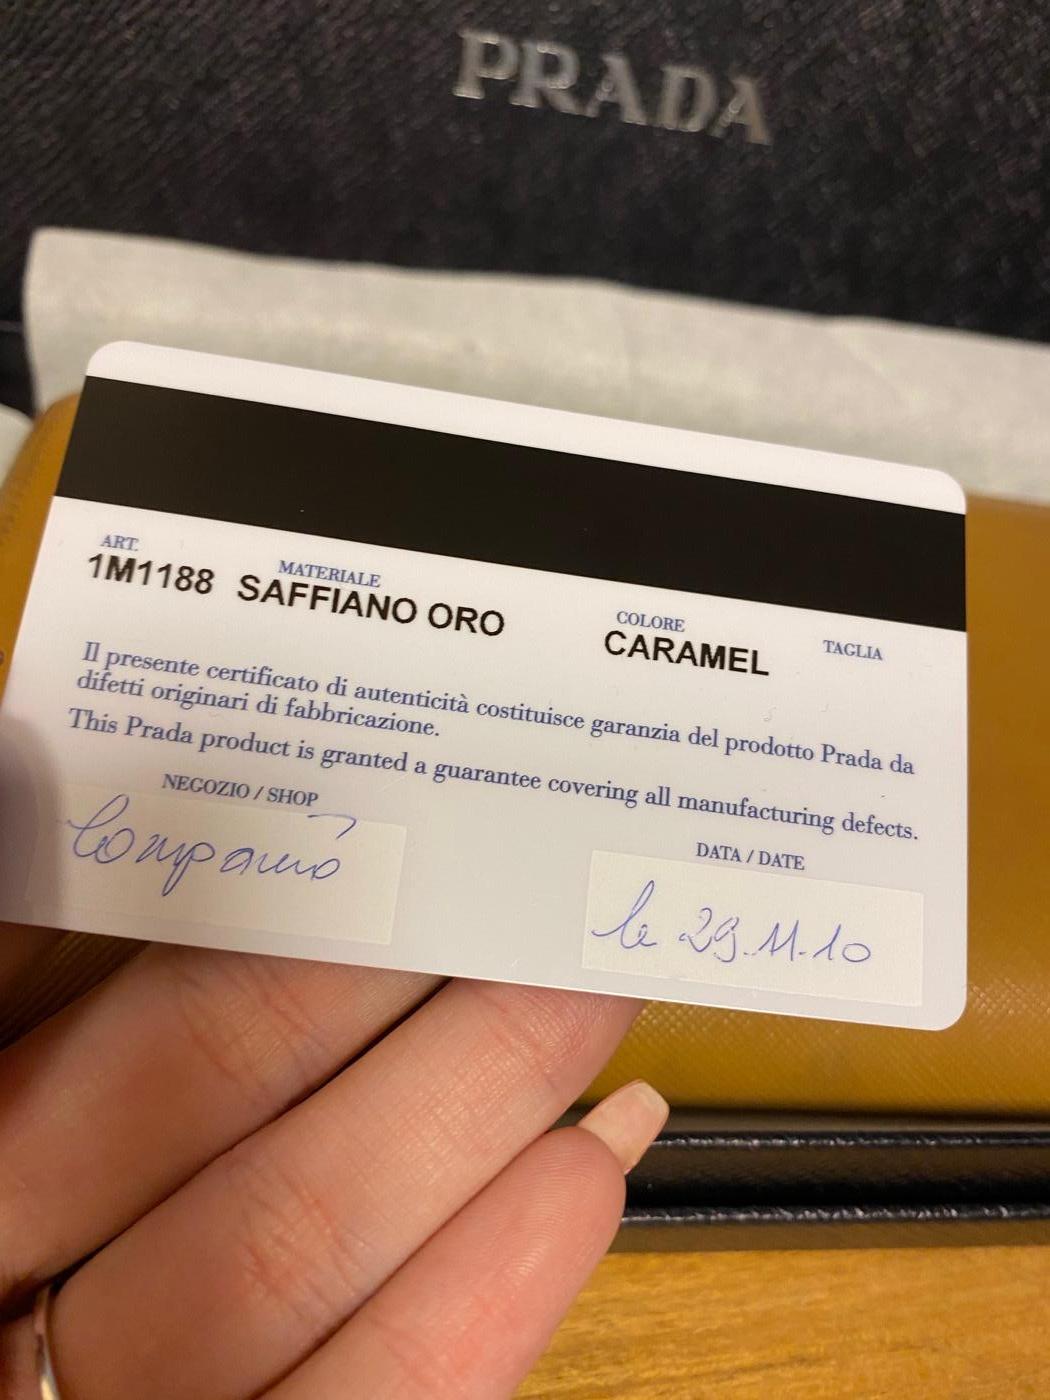 PRADA
ART. MATERIALE COLORE TAGLIA
1M1188 SAFFIANO ORO CARAMEL
Il presente certificato di autenticità costituisce garanzia del prodotto Prada da
difetti originari di fabbricazione.
This Prada product is granted a guarantee covering all manufacturing defects.
NEGOZIO / SHOP DATA / DATE
le 29.11.10